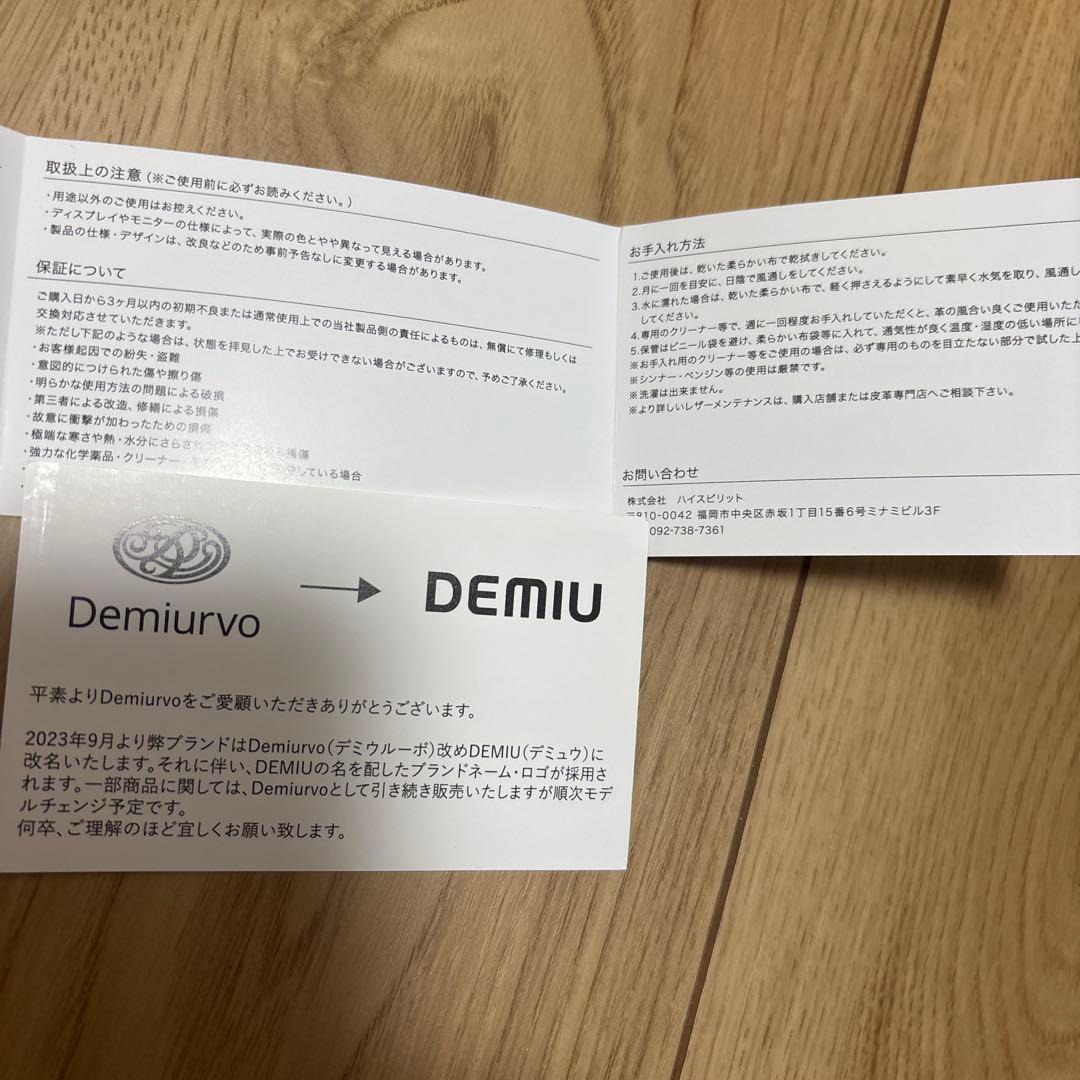 取扱上の注意(※ご使用前に必ずお読みください。)
・用途以外のご使用はお控えください。
・ディスプレイやモニターの仕様によって、実際の色とやや異なって見える場合があります。
・製品の仕様・デザインは、改良などのため事前予告なしに変更する場合があります。
保証について
ご購入日から3ヶ月以内の初期不良または通常使用上での当社製品側の責任によるものは、無償にて修理もしくは
交換対応させていただきます。
※ただし下記のような場合は、状態を拝見した上でお受けできない場合がございますので、予めご了承ください。
・お客様起因での紛失・盗難
・意図的につけられた傷や擦り傷
・明らかな使用方法の問題による破損
・第三者による改造、修繕による損傷
・故意に衝撃が加わったための損傷
・極端な寒さや熱・水分にさらされ 損傷
・強力な化学薬品・クリーナー している場合
お手入れ方法
1.ご使用後は、乾いた柔らかい布で乾拭きしてください。
2.月に一回を目安に、日陰で風通しをしてください。
3.水に濡れた場合は、乾いた柔らかい布で、軽く押さえるようにして素早く水気を取り、風通し
してください。
4.専用のクリーナー等で、週に一回程度お手入れしていただくと、革の風合い良くご使用いただ
5.保管はビニール袋を避け、柔らかい布袋等に入れて、通気性が良く温度・湿度の低い場所に
※お手入れ用のクリーナー等をご使用の場合は、必ず専用のものを目立たない部分で試した上
※シンナー・ベンジン等の使用は厳禁です。
※洗濯は出来ません。
※より詳しいレザーメンテナンスは、購入店舗または皮革専門店へご相談下さい。
お問い合わせ
株式会社 ハイスピリット
〒810-0042 福岡市中央区赤坂1丁目15番6号ミナミビル3F
092-738-7361
Demiurvo → DEMIU
平素よりDemiurvoをご愛顧いただきありがとうございます。
2023年9月より弊ブランドはDemiurvo(デミウルーボ)改めDEMIU(デミュウ)に
改名いたします。それに伴い、DEMIUの名を配したブランドネーム・ロゴが採用さ
れます。一部商品に関しては、Demiurvoとして引き続き販売いたしますが順次モデ
ルチェンジ予定です。
何卒、ご理解のほど宜しくお願い致します。